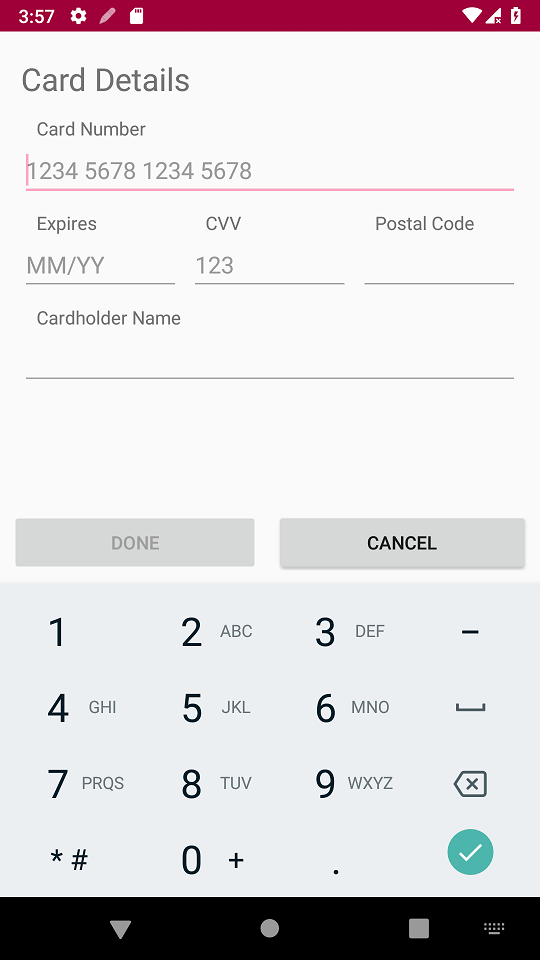 3:57
Card Details
Card Number
1234 5678 1234 5678
Expires CVV Postal Code
MM/YY 123
Cardholder Name
DONE CANCEL
1 2 ABC 3 DEF –
4 GHI 5 JKL 6 MNO
7 PRQS 8 TUV 9 WXYZ
* # 0 + .